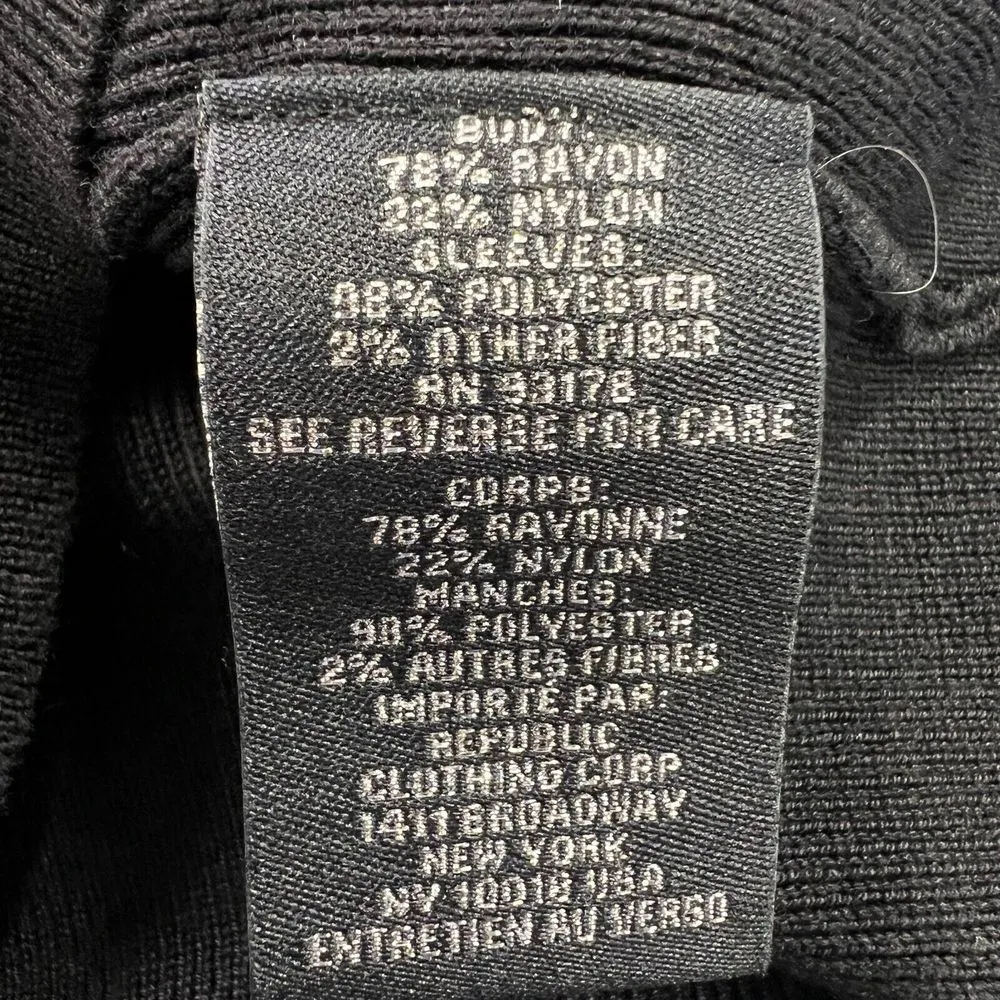 BODY:
78% RAYON
22% NYLON
SLEEVES:
98% POLYESTER
2% OTHER FIBER
RN 93178
SEE REVERSE FOR CARE
CORPS:
78% RAYONNE
22% NYLON
MANCHES:
98% POLYESTER
2% AUTRES FIBRES
IMPORTE PAR:
REPUBLIC
CLOTHING CORP
1411 BROADWAY
NEW YORK
NY 10018 USA
ENTRETIEN AU VERSO